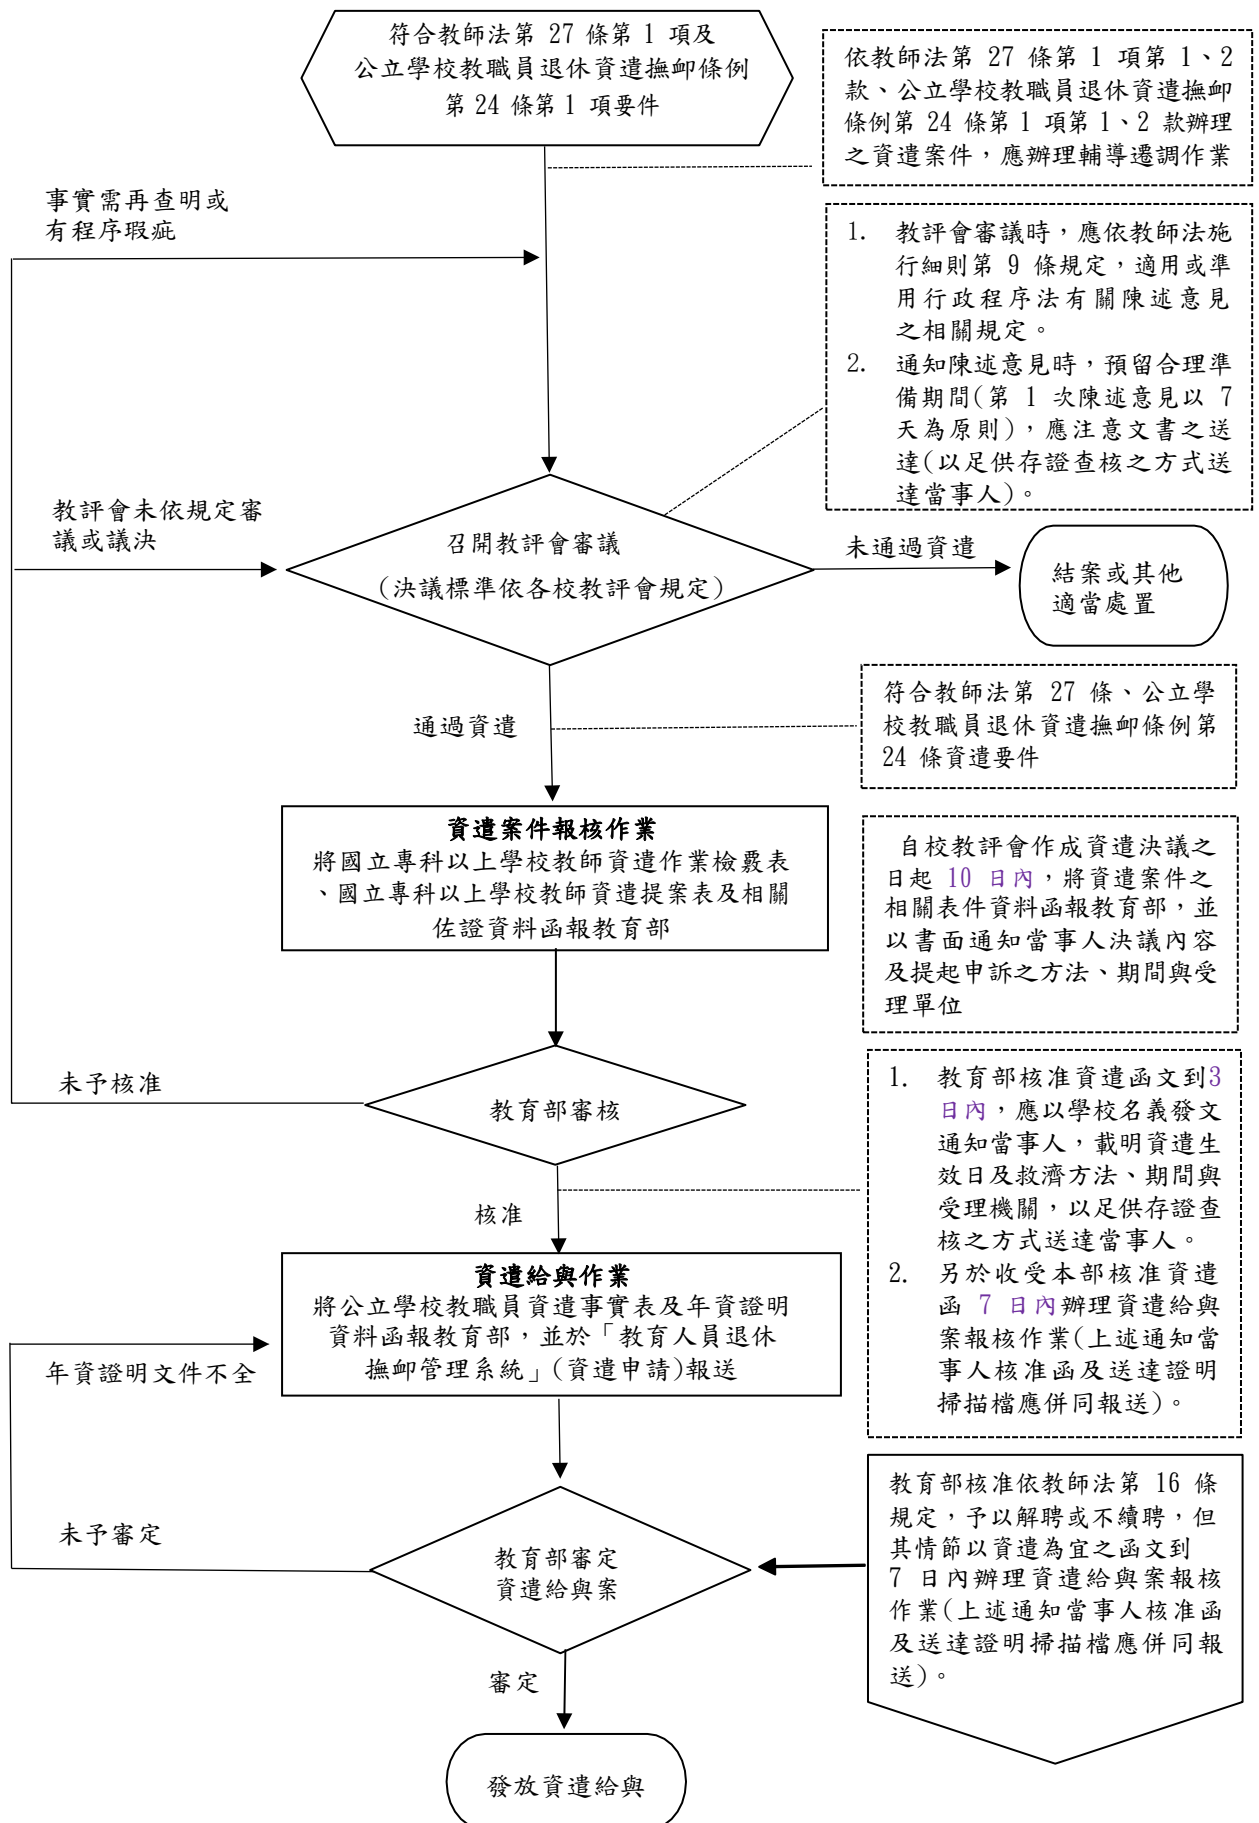 符合教師法第 27 條第 1 項及
公立學校教職員退休資遣撫卹條例
第 24 條第 1 項要件
依教師法第 27 條第 1 項第 1、2
款、公立學校教職員退休資遣撫卹
條例第 24 條第 1 項第 1、2 款辦理
之資遣案件，應辦理輔導遷調作業
事實需再查明或
有程序瑕疵
1. 教評會審議時，應依教師法施
行細則第 9 條規定，適用或準
用行政程序法有關陳述意見
之相關規定。
2. 通知陳述意見時，預留合理準
備期間(第 1 次陳述意見以 7
天為原則)，應注意文書之送
達(以足供存證查核之方式送
達當事人)。
教評會未依規定審
議或議決
召開教評會審議
(決議標準依各校教評會規定)
未通過資遣
結案或其他
適當處置
通過資遣
符合教師法第 27 條、公立學
校教職員退休資遣撫卹條例第
24 條資遣要件
資遣案件報核作業
將國立專科以上學校教師資遣作業檢覈表
、國立專科以上學校教師資遣提案表及相關
佐證資料函報教育部
自校教評會作成資遣決議之
日起 10 日內，將資遣案件之
相關表件資料函報教育部，並
以書面通知當事人決議內容
及提起申訴之方法、期間與受
理單位
未予核准
教育部審核
核准
1. 教育部核准資遣函文到3
日內，應以學校名義發文
通知當事人，載明資遣生
效日及救濟方法、期間與
受理機關，以足供存證查
核之方式送達當事人。
2. 另於收受本部核准資遣
函 7 日內辦理資遣給與
案報核作業(上述通知當
事人核准函及送達證明
掃描檔應併同報送)。
資遣給與作業
將公立學校教職員資遣事實表及年資證明
資料函報教育部，並於「教育人員退休
撫卹管理系統」(資遣申請)報送
年資證明文件不全
未予審定
教育部審定
資遣給與案
教育部核准依教師法第 16 條
規定，予以解聘或不續聘，但
其情節以資遣為宜之函文到
7 日內辦理資遣給與案報核
作業(上述通知當事人核准函
及送達證明掃描檔應併同報
送)。
審定
發放資遣給與